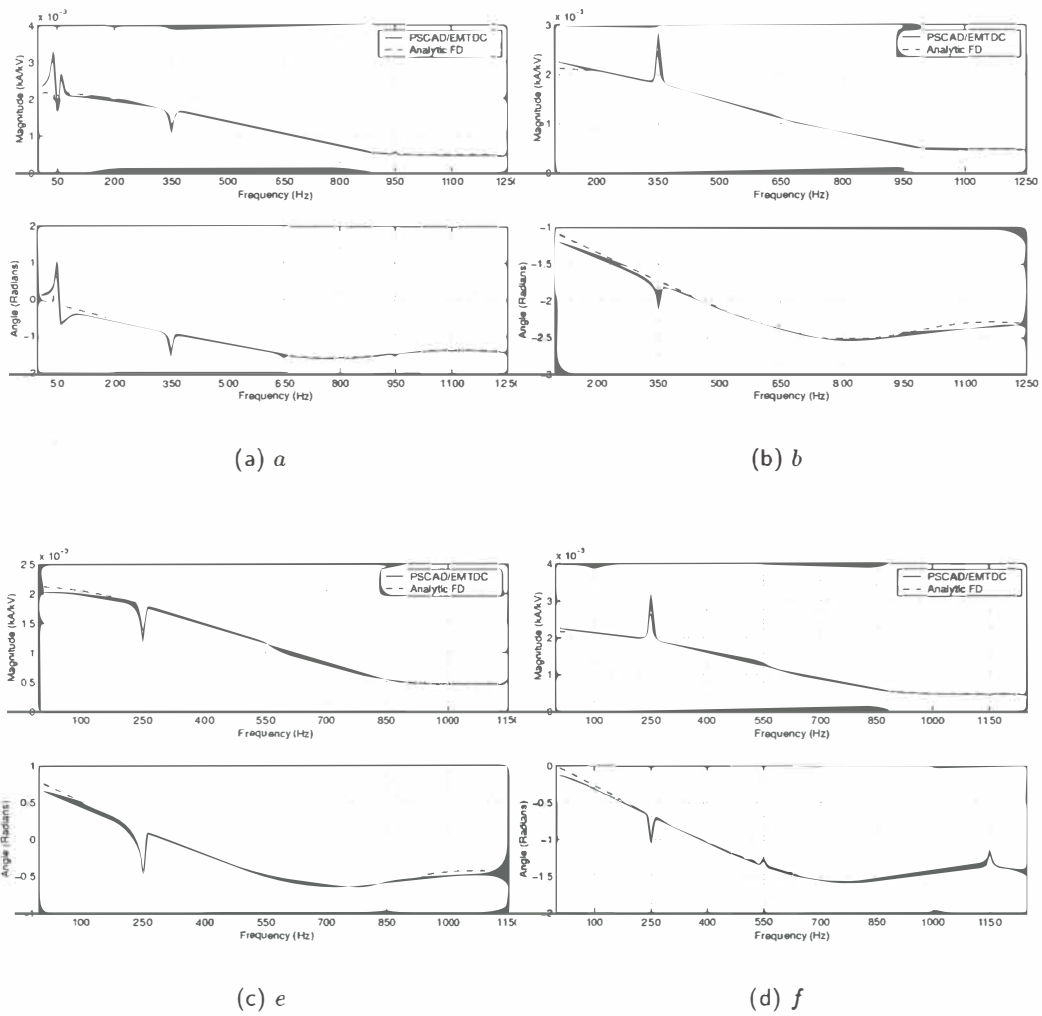 x 10⁻³
4
3
2
1
0
Magnitude (kA/kV)
PSCAD/EMTDC
Analytic FD
50 200 350 500 650 800 950 1100 1250
Frequency (Hz)
2
1
0
−1
−2
Angle (Radians)
50 200 350 500 650 800 950 1100 1250
Frequency (Hz)
(a) a
x 10⁻³
3
2
1
0
Magnitude (kA/kV)
PSCAD/EMTDC
Analytic FD
200 350 500 650 800 950 1100 1250
Frequency (Hz)
−1
−1.5
−2
−2.5
−3
Angle (Radians)
200 350 500 650 800 950 1100 1250
Frequency (Hz)
(b) b
x 10⁻³
2 5
2
1 5
1
0 5
0
Magnitude (kA/kV)
PSCAD/EMTDC
Analytic FD
100 250 400 550 700 850 1000 1150
Frequency (Hz)
1
0.5
0
−0.5
−1
Angle (Radians)
100 250 400 550 700 850 1000 1150
Frequency (Hz)
(c) e
x 10⁻³
4
3
2
1
0
Magnitude (kA/kV)
PSCAD/EMTDC
Analytic FD
100 250 400 550 700 850 1000 1150
Frequency (Hz)
0
−0.5
−1
−1.5
−2
Angle (Radians)
100 250 400 550 700 850 1000 1150
Frequency (Hz)
(d) f